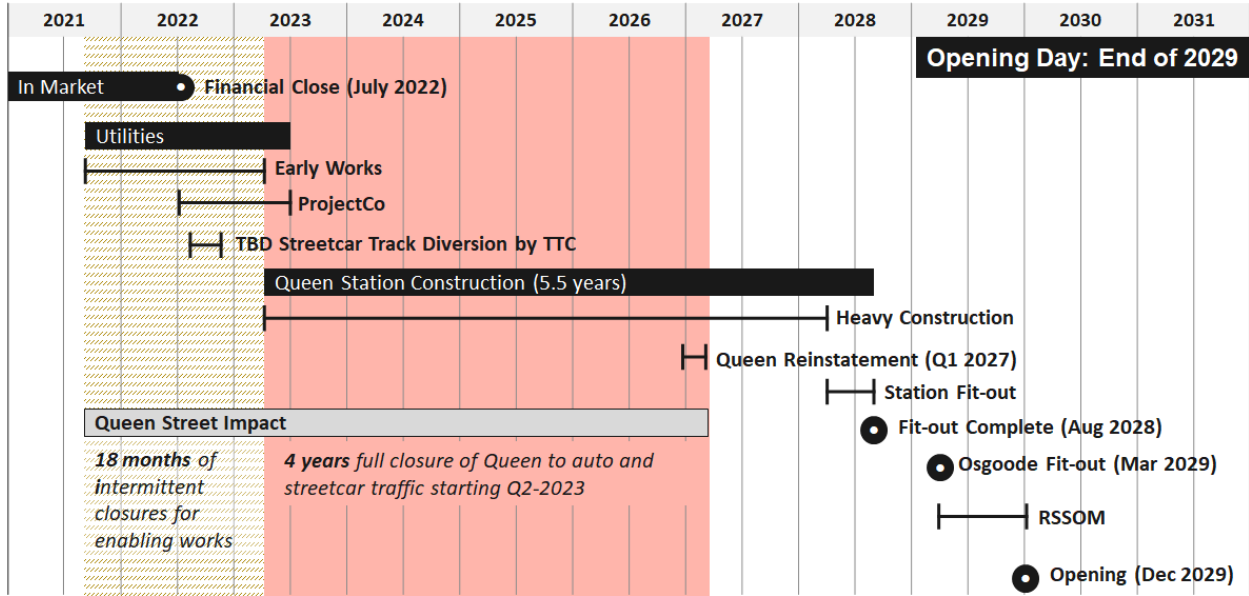 2021 2022 2023 2024 2025 2026 2027 2028 2029 2030 2031
Opening Day: End of 2029
In Market
Financial Close (July 2022)
Utilities
Early Works
ProjectCo
TBD Streetcar Track Diversion by TTC
Queen Station Construction (5.5 years)
Heavy Construction
Queen Reinstatement (Q1 2027)
Station Fit-out
Queen Street Impact
Fit-out Complete (Aug 2028)
18 months of
intermittent
closures for
enabling works
4 years full closure of Queen to auto and
streetcar traffic starting Q2-2023
Osgoode Fit-out (Mar 2029)
RSSOM
Opening (Dec 2029)